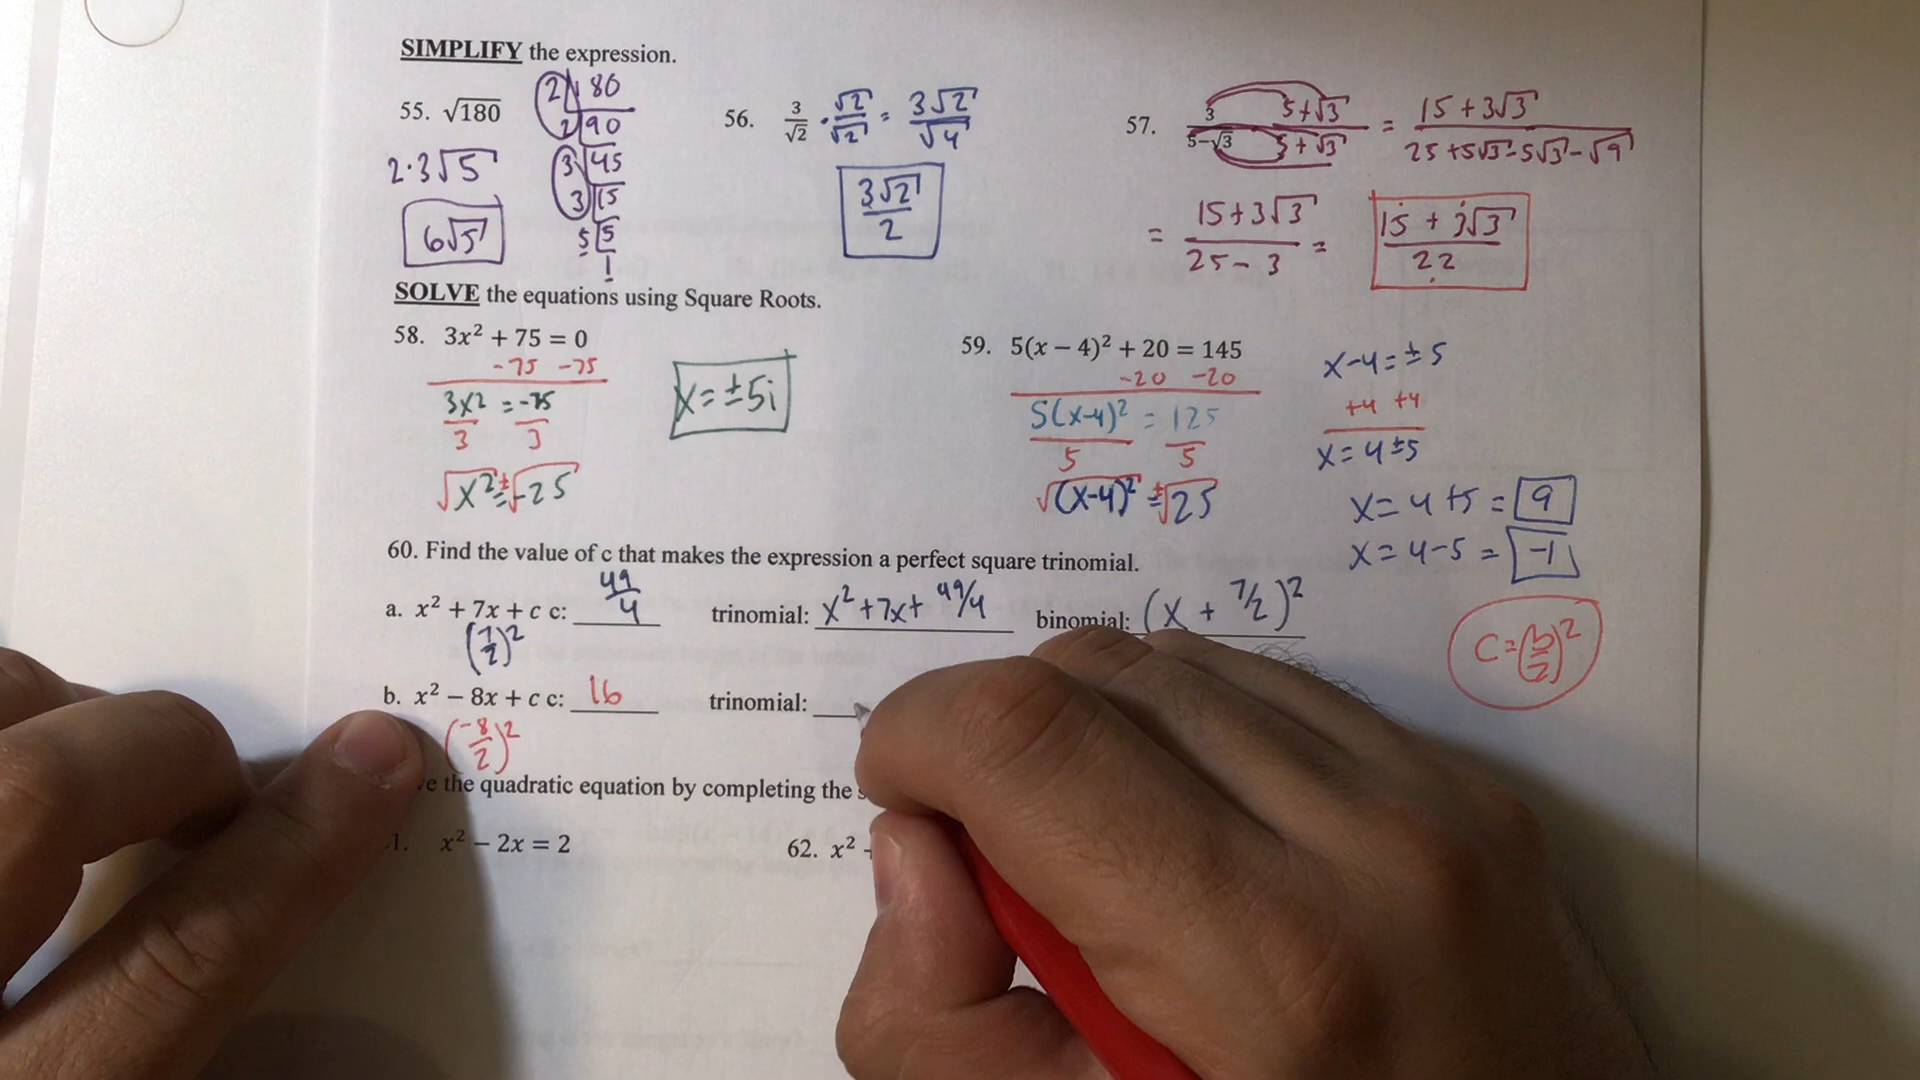 SIMPLIFY the expression.
55. √180
2 180
2 90
3 45
3 15
5 5
1
2·3√5
6√5
56. 3/√2 · √2/√2 = 3√2/√4
3√2/2
57. 3/(5−√3) (5+√3)/(5+√3) = (15+3√3)/(25+5√3−5√3−√9)
= (15+3√3)/(25−3) = (15+3√3)/22
SOLVE the equations using Square Roots.
58. 3x² + 75 = 0
-75 -75
3x²/3 = -75/3
√x² = ±√-25
x = ±5i
59. 5(x − 4)² + 20 = 145
-20 -20
5(x-4)²/5 = 125/5
√(x-4)² = ±√25
x-4 = ±5
+4 +4
x = 4±5
x = 4+5 = 9
x = 4-5 = -1
60. Find the value of c that makes the expression a perfect square trinomial.
a. x² + 7x + c c: 49/4 trinomial: x²+7x+49/4 binomial: (x + 7/2)²
(7/2)²
C=(b/2)²
b. x² − 8x + c c: 16 trinomial:
(-8/2)²
the quadratic equation by completing the
1. x² − 2x = 2
62. x²